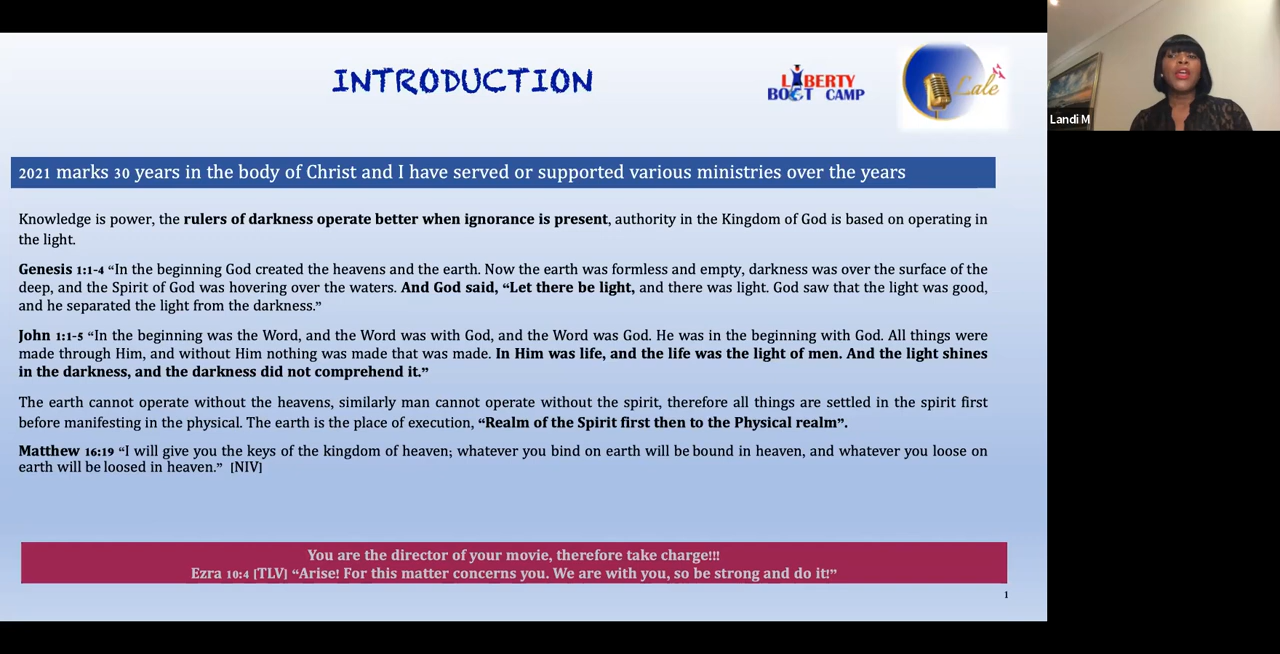 INTRODUCTION
LIBERTY
BOOT CAMP
Lale
Landi M
2021 marks 30 years in the body of Christ and I have served or supported various ministries over the years
Knowledge is power, the rulers of darkness operate better when ignorance is present, authority in the Kingdom of God is based on operating in
the light.
Genesis 1:1-4 “In the beginning God created the heavens and the earth. Now the earth was formless and empty, darkness was over the surface of the
deep, and the Spirit of God was hovering over the waters. And God said, “Let there be light, and there was light. God saw that the light was good,
and he separated the light from the darkness.”
John 1:1-5 “In the beginning was the Word, and the Word was with God, and the Word was God. He was in the beginning with God. All things were
made through Him, and without Him nothing was made that was made. In Him was life, and the life was the light of men. And the light shines
in the darkness, and the darkness did not comprehend it.”
The earth cannot operate without the heavens, similarly man cannot operate without the spirit, therefore all things are settled in the spirit first
before manifesting in the physical. The earth is the place of execution, “Realm of the Spirit first then to the Physical realm”.
Matthew 16:19 “I will give you the keys of the kingdom of heaven; whatever you bind on earth will be bound in heaven, and whatever you loose on
earth will be loosed in heaven.” [NIV]
You are the director of your movie, therefore take charge!!!
Ezra 10:4 [TLV] “Arise! For this matter concerns you. We are with you, so be strong and do it!”
1